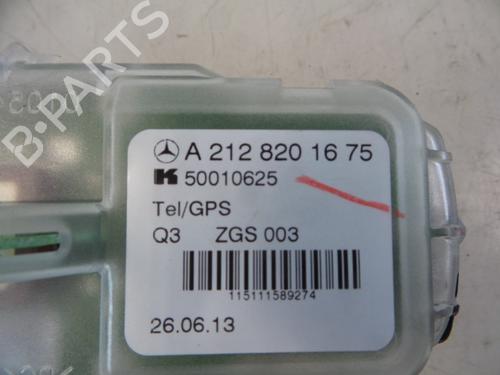 B-PARTS
A 212 820 16 75
K 50010625
Tel/GPS
Q3 ZGS 003
115111589274
26.06.13